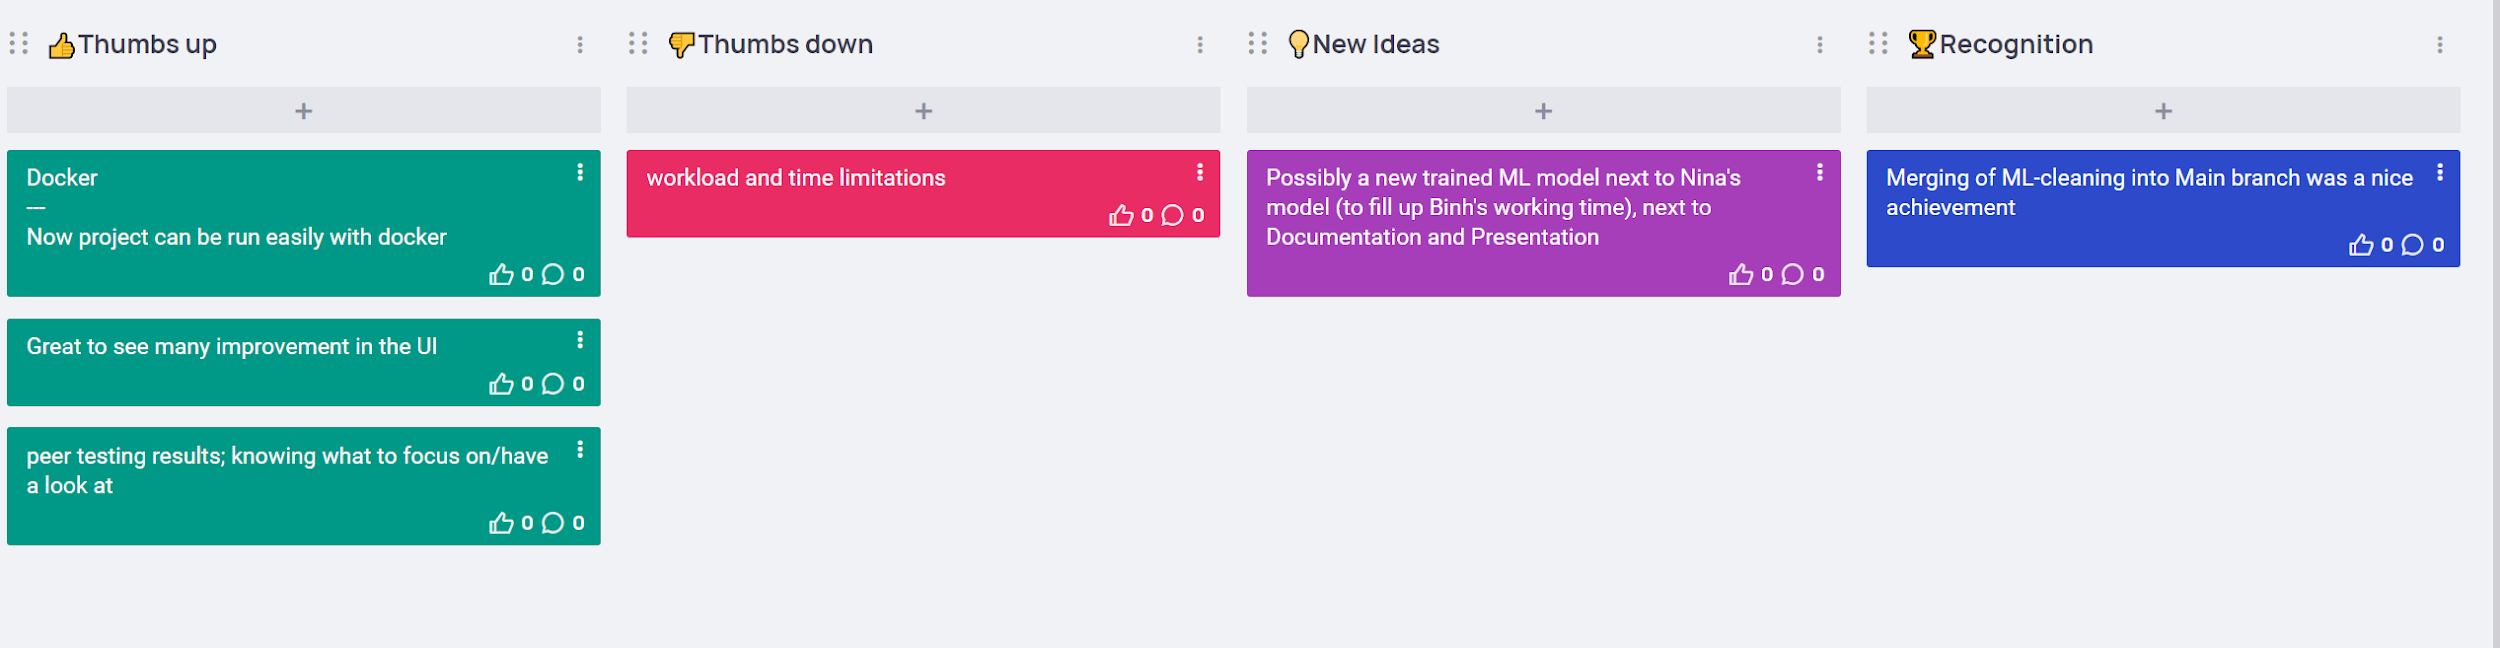 👍Thumbs up
+
Docker
---
Now project can be run easily with docker
0 0
Great to see many improvement in the UI
0 0
peer testing results; knowing what to focus on/have
a look at
0 0
👎Thumbs down
+
workload and time limitations
0 0
💡New Ideas
+
Possibly a new trained ML model next to Nina's
model (to fill up Binh's working time), next to
Documentation and Presentation
0 0
🏆Recognition
+
Merging of ML-cleaning into Main branch was a nice
achievement
0 0